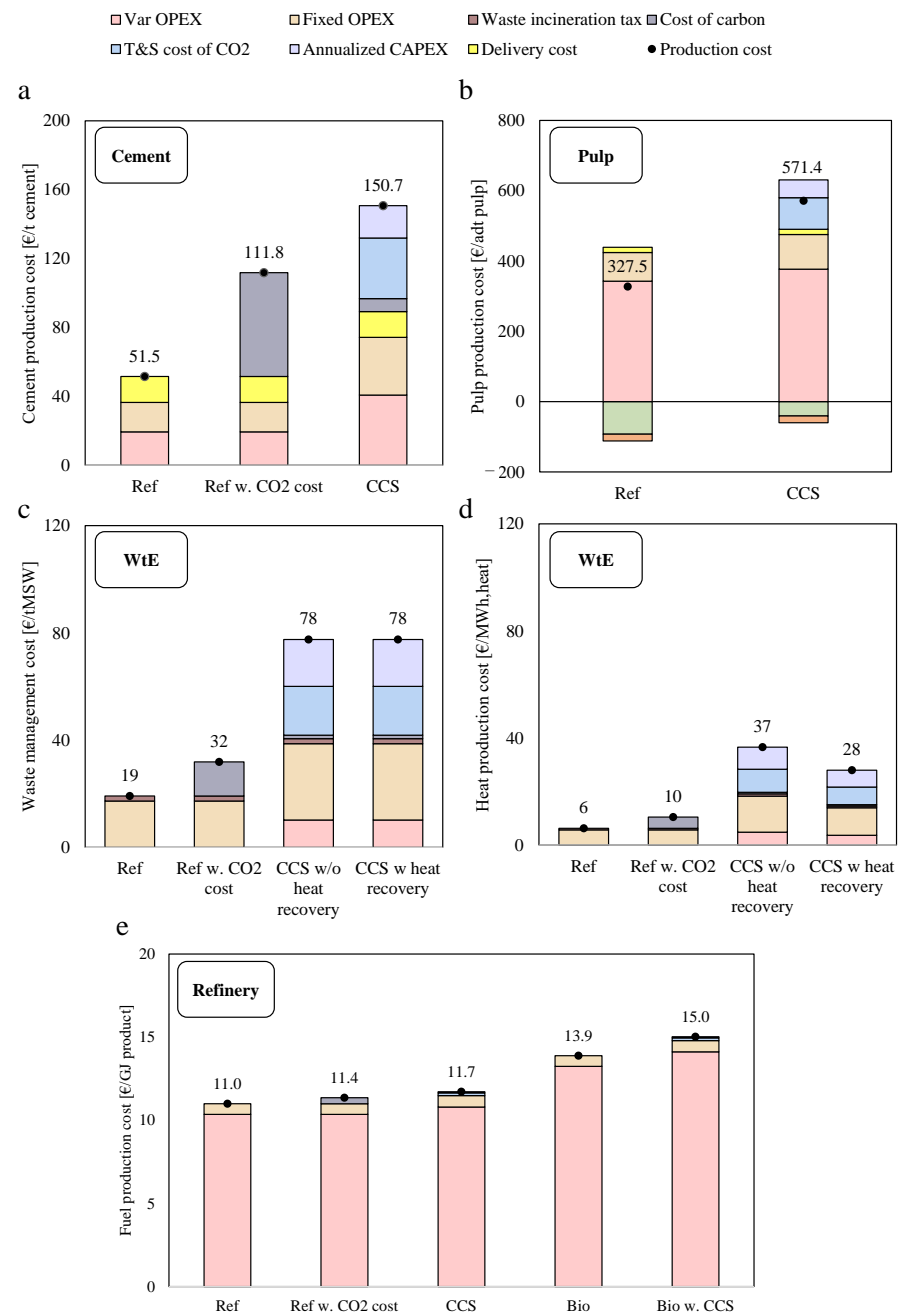 Var OPEX Fixed OPEX Waste incineration tax Cost of carbon
T&S cost of CO2 Annualized CAPEX Delivery cost Production cost
a
Cement production cost [€/t cement]
200
160
120
80
40
0
Cement
51.5
111.8
150.7
Ref Ref w. CO2 cost CCS
b
Pulp production cost [€/adt pulp]
800
600
400
200
0
−200
Pulp
327.5
571.4
Ref CCS
c
Waste management cost [€/tMSW]
120
80
40
0
WtE
19
32
78
78
Ref Ref w. CO2 CCS w/o CCS w heat
cost heat recovery
recovery
d
Heat production cost [€/MWh,heat]
120
80
40
0
WtE
6
10
37
28
Ref Ref w. CO2 CCS w/o CCS w heat
cost heat recovery
recovery
e
Fuel production cost [€/GJ product]
20
15
10
5
0
Refinery
11.0
11.4
11.7
13.9
15.0
Ref Ref w. CO2 cost CCS Bio Bio w. CCS